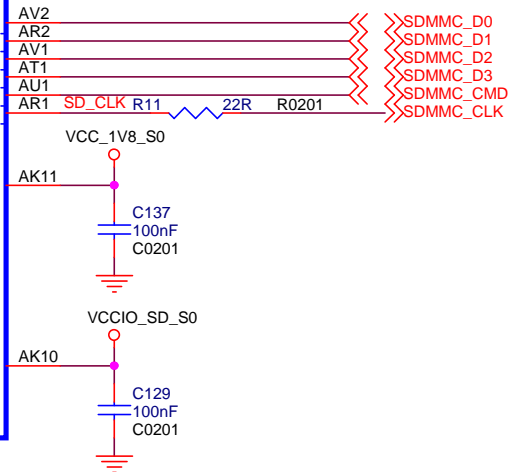 AV2 SDMMC_D0
AR2 SDMMC_D1
AV1 SDMMC_D2
AT1 SDMMC_D3
AU1 SDMMC_CMD
AR1 SD_CLK R11 22R R0201 SDMMC_CLK
VCC_1V8_S0
AK11
C137
100nF
C0201
VCCIO_SD_S0
AK10
C129
100nF
C0201